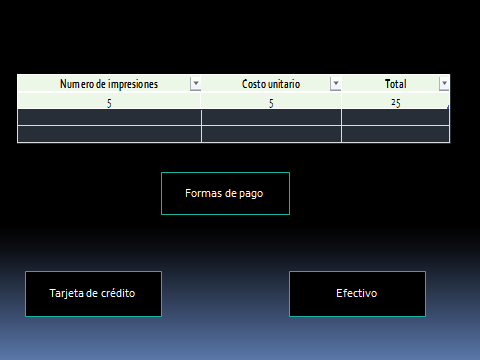 Numero de impresiones Costo unitario Total
5 5 25
Formas de pago
Tarjeta de crédito Efectivo